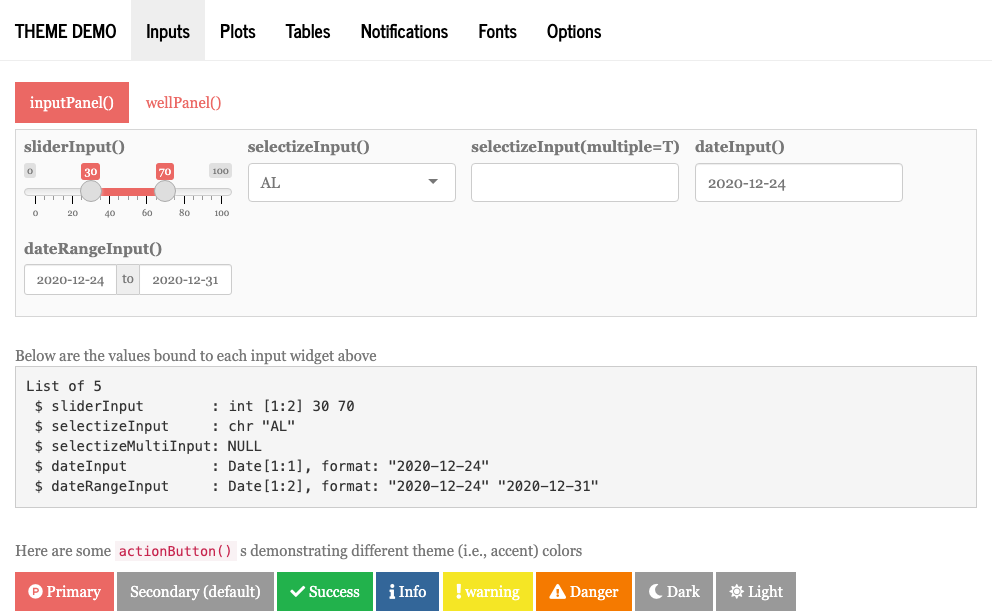 THEME DEMO Inputs Plots Tables Notifications Fonts Options
inputPanel() wellPanel()
sliderInput() selectizeInput() selectizeInput(multiple=T) dateInput()
0 30 70 100
AL 2020-12-24
0 20 40 60 80 100
dateRangeInput()
2020-12-24 to 2020-12-31
Below are the values bound to each input widget above
List of 5
$ sliderInput : int [1:2] 30 70
$ selectizeInput : chr "AL"
$ selectizeMultiInput: NULL
$ dateInput : Date[1:1], format: "2020-12-24"
$ dateRangeInput : Date[1:2], format: "2020-12-24" "2020-12-31"
Here are some actionButton() s demonstrating different theme (i.e., accent) colors
Primary Secondary (default) Success Info warning Danger Dark Light